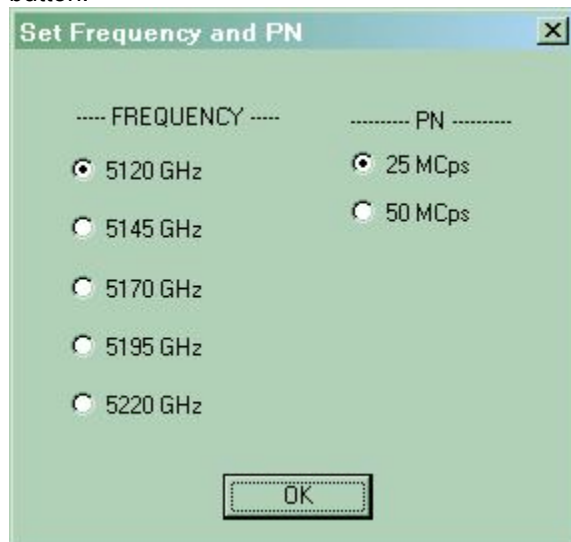 button.
Set Frequency and PN
----- FREQUENCY -----
5120 GHz
5145 GHz
5170 GHz
5195 GHz
5220 GHz
---------- PN ----------
25 MCps
50 MCps
OK